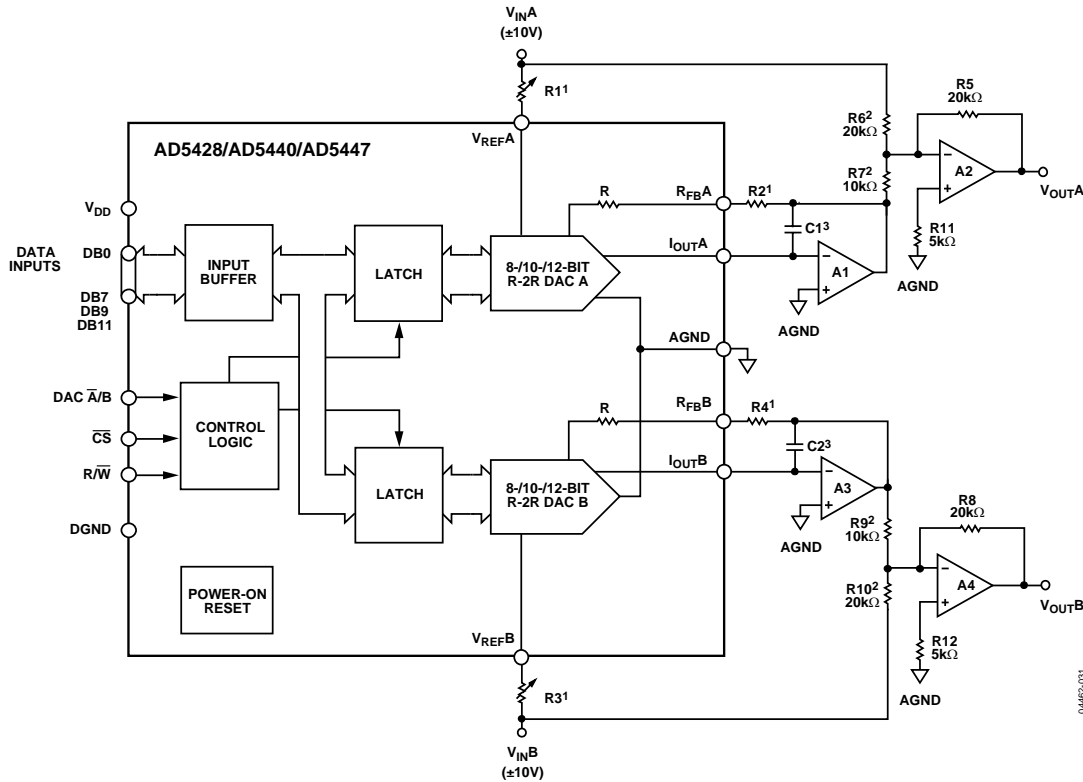 VINA
(±10V)
R1¹
R5
20kΩ
R6²
20kΩ
R7²
10kΩ
A2
VOUTA
R11
5kΩ
AGND
VREFA
AD5428/AD5440/AD5447
R
RFBA
R2¹
C1³
IOUTA
A1
AGND
VDD
DATA
INPUTS
DB0
DB7
DB9
DB11
INPUT
BUFFER
LATCH
8-/10-/12-BIT
R-2R DAC A
AGND
DAC A̅/B
C̅S̅
R/W̅
CONTROL
LOGIC
DGND
LATCH
8-/10-/12-BIT
R-2R DAC B
R
RFBB
R4¹
C2³
IOUTB
A3
AGND
R9²
10kΩ
R8
20kΩ
R10²
20kΩ
A4
VOUTB
R12
5kΩ
AGND
POWER-ON
RESET
VREFB
R3¹
VINB
(±10V)
04462-031